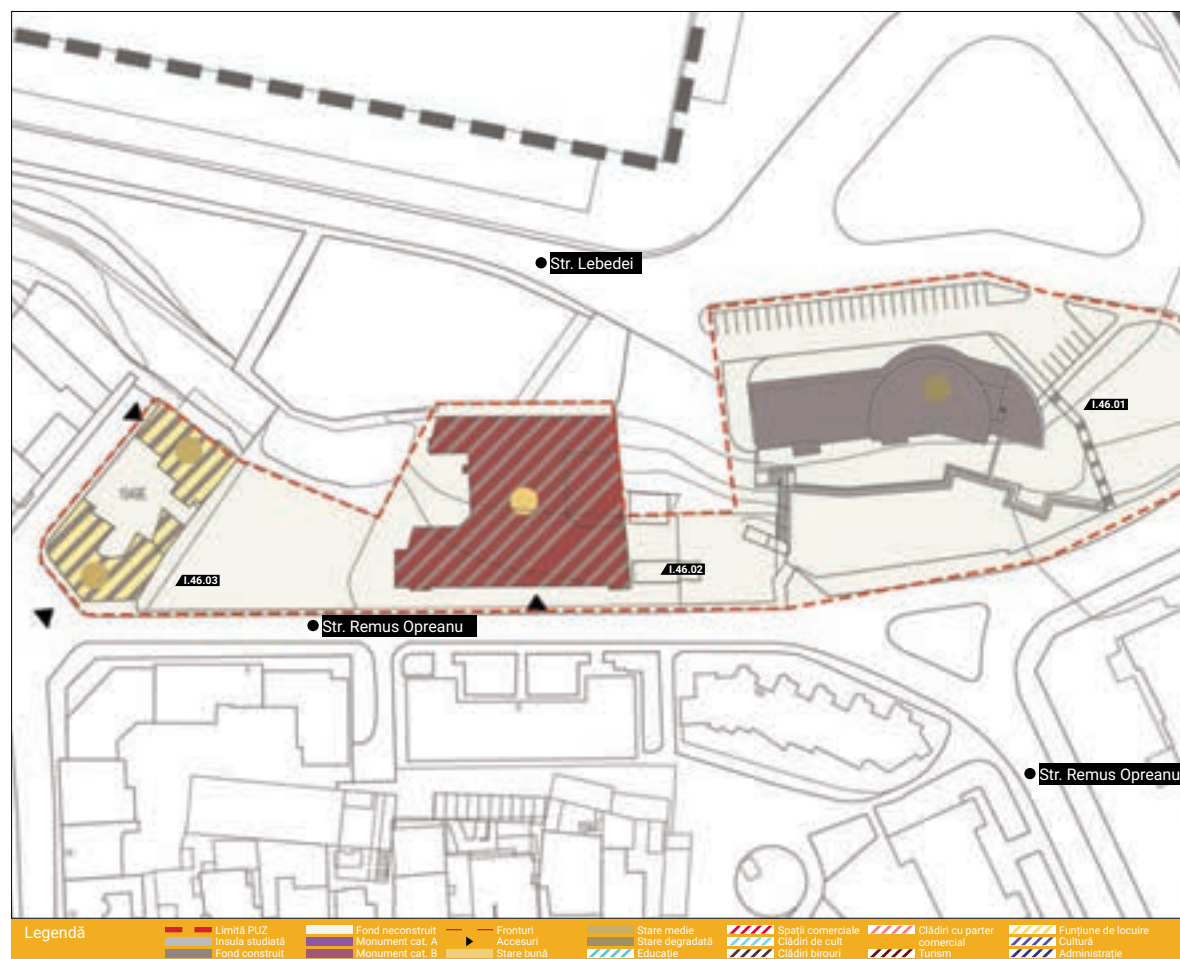 Str. Lebedei
I.46.01
I.46.03
I.46.02
Str. Remus Opreanu
Str. Remus Opreanu
Legendă
Limită PUZ
Insula studiată
Fond construit
Fond neconstruit
Monument cat. A
Monument cat. B
Fronturi
Accesuri
Stare bună
Stare medie
Stare degradată
Educație
Spații comerciale
Clădiri de cult
Clădiri birouri
Clădiri cu parter
comercial
Turism
Funțiune de locuire
Cultură
Administrație